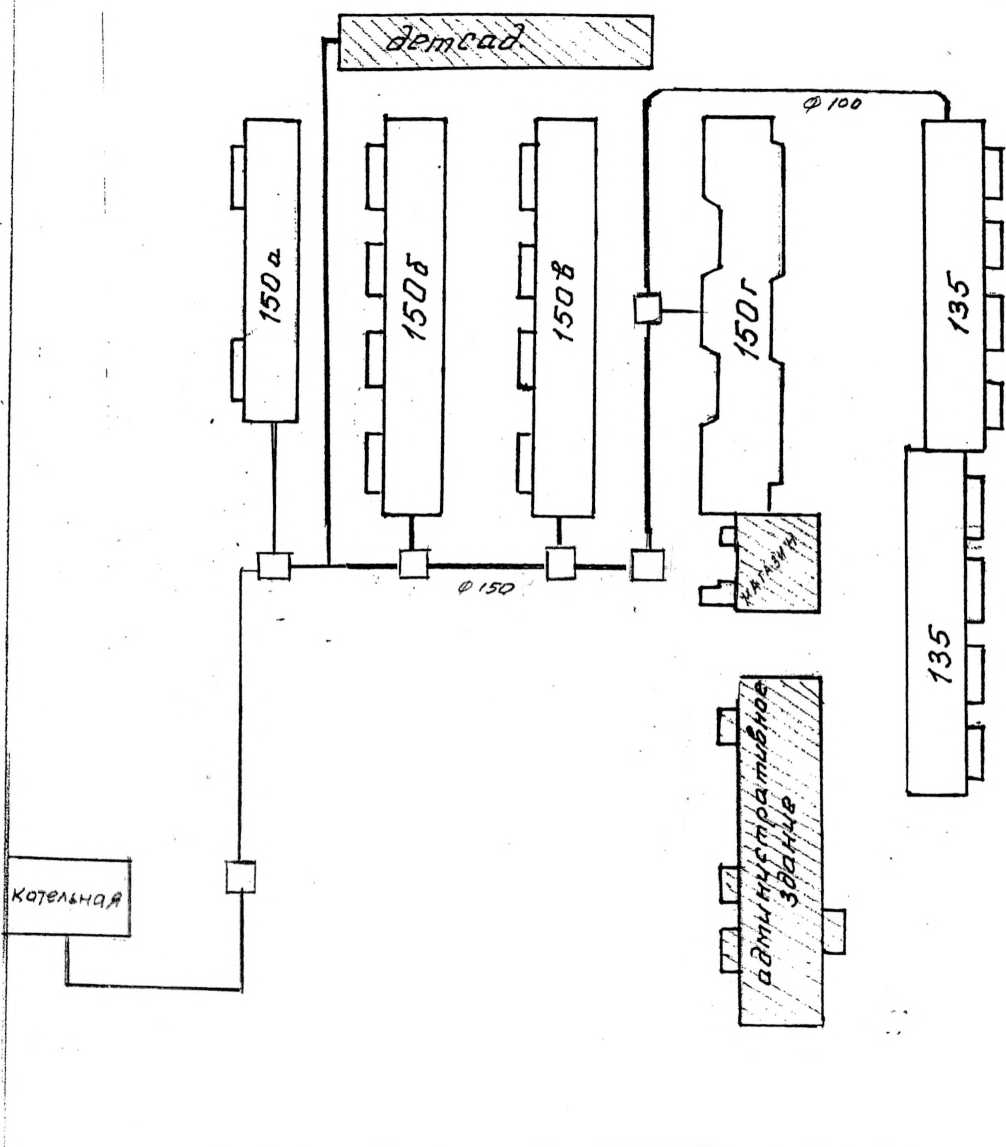 детсад.
ф 100
150а
150б
150в
150г
135
ф 150
магазин
135
административное
здание
котельная